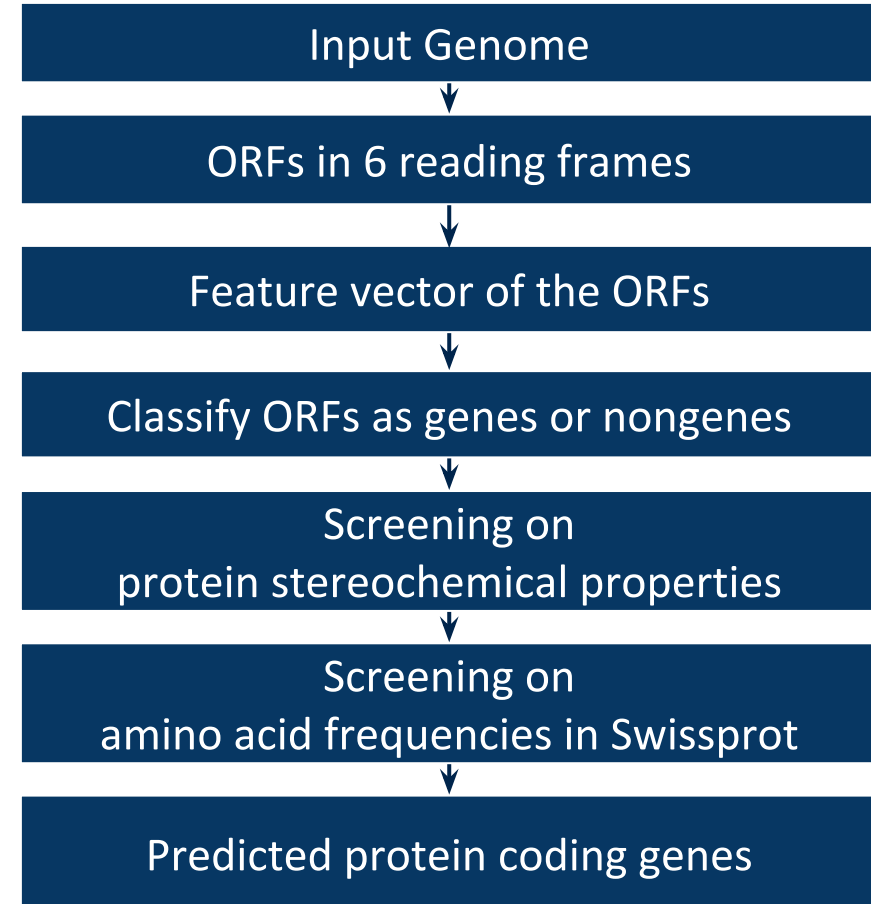 Input Genome
ORFs in 6 reading frames
Feature vector of the ORFs
Classify ORFs as genes or nongenes
Screening on
protein stereochemical properties
Screening on
amino acid frequencies in Swissprot
Predicted protein coding genes